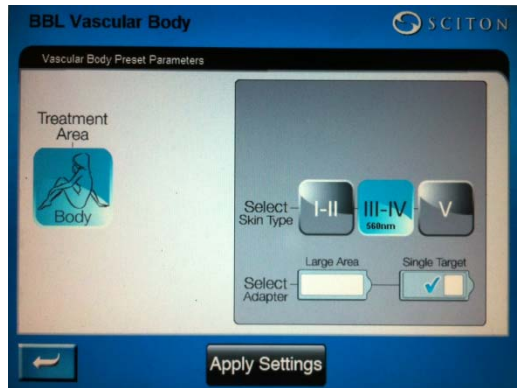 BBL Vascular Body
SCITON
Vascular Body Preset Parameters
Treatment
Area
Body
Select
Skin Type
I-II
III-IV
560nm
V
Large Area
Single Target
Select
Adapter
Apply Settings